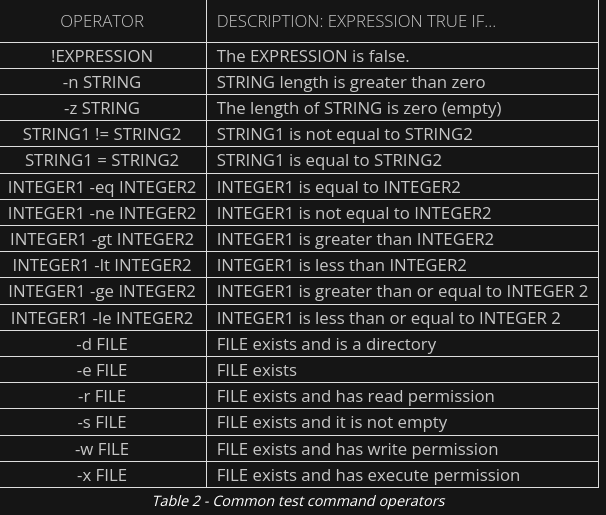 OPERATOR DESCRIPTION: EXPRESSION TRUE IF...
!EXPRESSION The EXPRESSION is false.
-n STRING STRING length is greater than zero
-z STRING The length of STRING is zero (empty)
STRING1 != STRING2 STRING1 is not equal to STRING2
STRING1 = STRING2 STRING1 is equal to STRING2
INTEGER1 -eq INTEGER2 INTEGER1 is equal to INTEGER2
INTEGER1 -ne INTEGER2 INTEGER1 is not equal to INTEGER2
INTEGER1 -gt INTEGER2 INTEGER1 is greater than INTEGER2
INTEGER1 -lt INTEGER2 INTEGER1 is less than INTEGER2
INTEGER1 -ge INTEGER2 INTEGER1 is greater than or equal to INTEGER 2
INTEGER1 -le INTEGER2 INTEGER1 is less than or equal to INTEGER 2
-d FILE FILE exists and is a directory
-e FILE FILE exists
-r FILE FILE exists and has read permission
-s FILE FILE exists and it is not empty
-w FILE FILE exists and has write permission
-x FILE FILE exists and has execute permission
Table 2 - Common test command operators